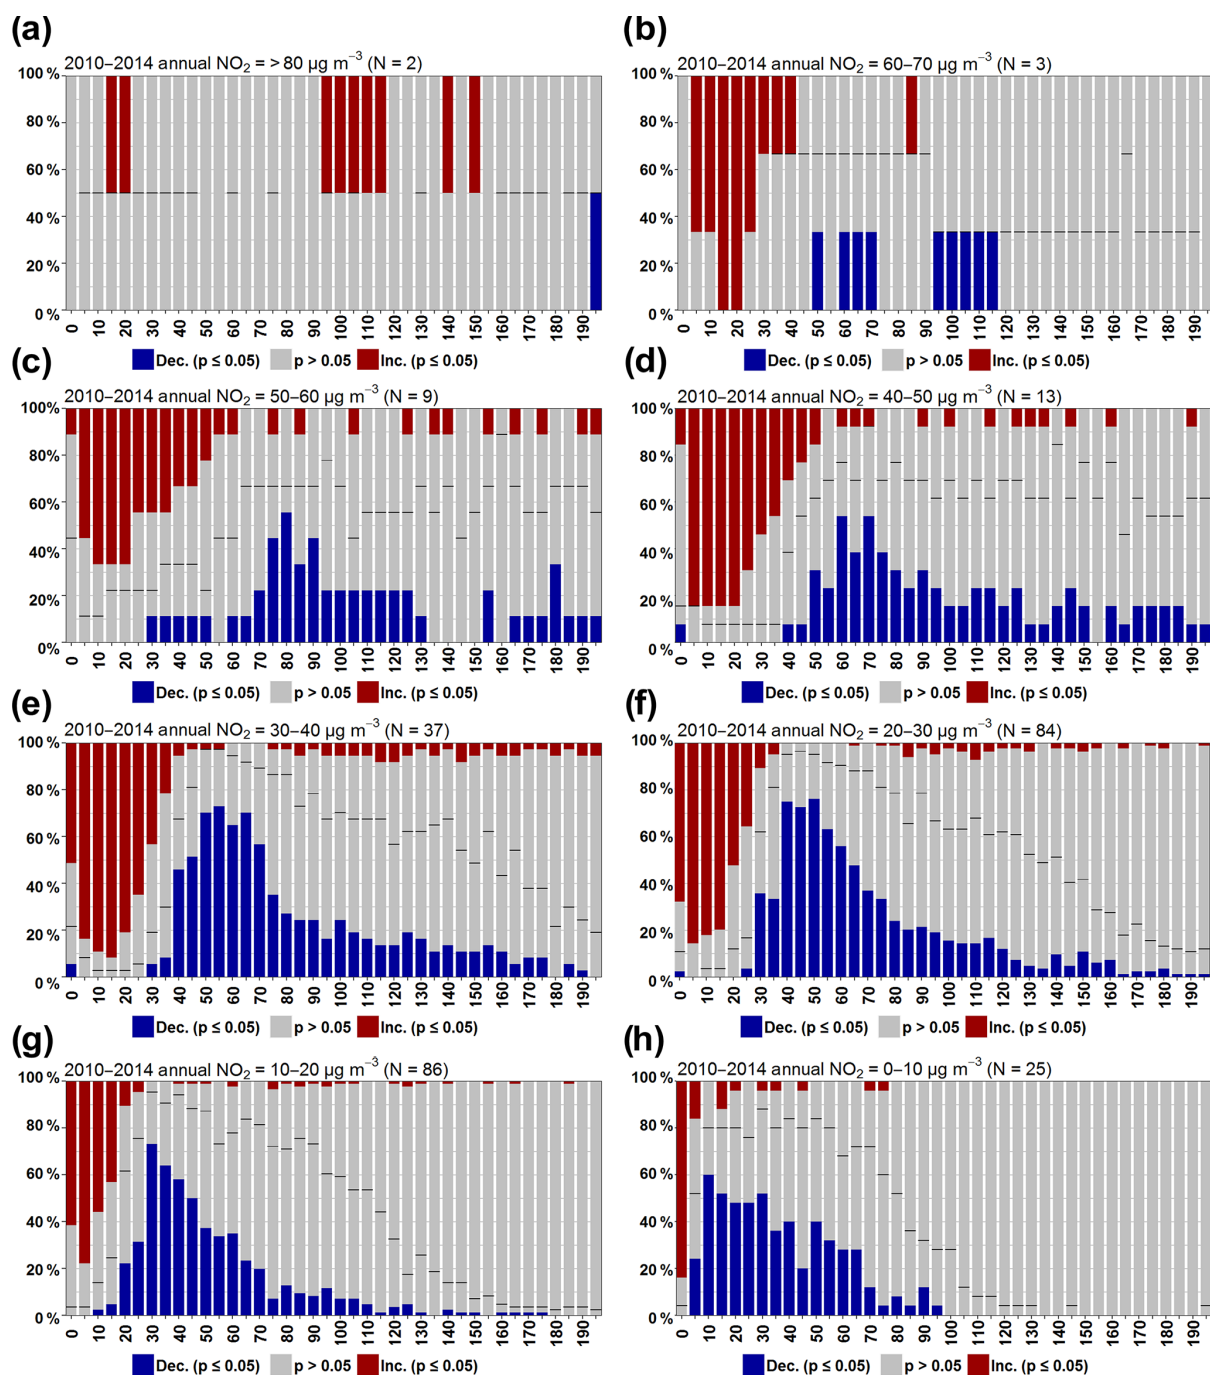 (a)
2010–2014 annual NO₂ = > 80 µg m⁻³ (N = 2)
100 %
80 %
60 %
40 %
20 %
0 %
0 10 20 30 40 50 60 70 80 90 100 110 120 130 140 150 160 170 180 190
Dec. (p ≤ 0.05) p > 0.05 Inc. (p ≤ 0.05)
(b)
2010–2014 annual NO₂ = 60–70 µg m⁻³ (N = 3)
100 %
80 %
60 %
40 %
20 %
0 %
0 10 20 30 40 50 60 70 80 90 100 110 120 130 140 150 160 170 180 190
Dec. (p ≤ 0.05) p > 0.05 Inc. (p ≤ 0.05)
(c)
2010–2014 annual NO₂ = 50–60 µg m⁻³ (N = 9)
100%
80%
60%
40%
20%
0%
0 10 20 30 40 50 60 70 80 90 100 110 120 130 140 150 160 170 180 190
Dec. (p ≤ 0.05) p > 0.05 Inc. (p ≤ 0.05)
(d)
2010–2014 annual NO₂ = 40–50 µg m⁻³ (N = 13)
100%
80%
60%
40%
20%
0%
0 10 20 30 40 50 60 70 80 90 100 110 120 130 140 150 160 170 180 190
Dec. (p ≤ 0.05) p > 0.05 Inc. (p ≤ 0.05)
(e)
2010–2014 annual NO₂ = 30–40 µg m⁻³ (N = 37)
100 %
80 %
60 %
40 %
20 %
0 %
0 10 20 30 40 50 60 70 80 90 100 110 120 130 140 150 160 170 180 190
Dec. (p ≤ 0.05) p > 0.05 Inc. (p ≤ 0.05)
(f)
2010–2014 annual NO₂ = 20–30 µg m⁻³ (N = 84)
100 %
80 %
60 %
40 %
20 %
0 %
0 10 20 30 40 50 60 70 80 90 100 110 120 130 140 150 160 170 180 190
Dec. (p ≤ 0.05) p > 0.05 Inc. (p ≤ 0.05)
(g)
2010–2014 annual NO₂ = 10–20 µg m⁻³ (N = 86)
100 %
80 %
60 %
40 %
20 %
0 %
0 10 20 30 40 50 60 70 80 90 100 110 120 130 140 150 160 170 180 190
Dec. (p ≤ 0.05) p > 0.05 Inc. (p ≤ 0.05)
(h)
2010–2014 annual NO₂ = 0–10 µg m⁻³ (N = 25)
100 %
80 %
60 %
40 %
20 %
0 %
0 10 20 30 40 50 60 70 80 90 100 110 120 130 140 150 160 170 180 190
Dec. (p ≤ 0.05) p > 0.05 Inc. (p ≤ 0.05)